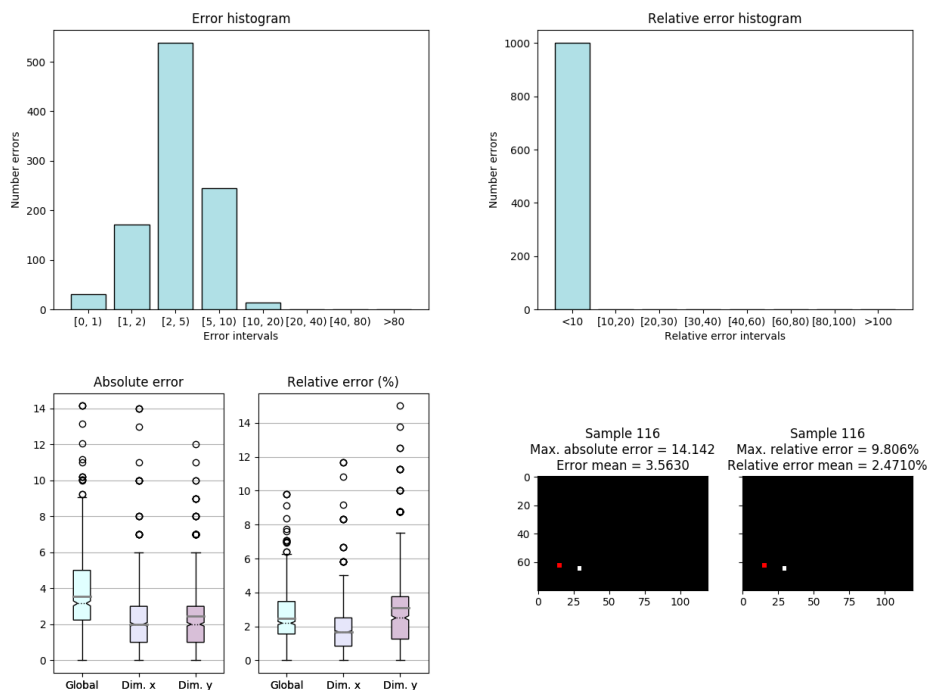 Error histogram
Number errors
500
400
300
200
100
0
[0, 1) [1, 2) [2, 5) [5, 10) [10, 20) [20, 40) [40, 80) >80
Error intervals
Relative error histogram
Number errors
1000
800
600
400
200
0
<10 [10,20) [20,30) [30,40) [40,60) [60,80) [80,100) >100
Relative error intervals
Absolute error
14
12
10
8
6
4
2
0
Global Dim. x Dim. y
Relative error (%)
14
12
10
8
6
4
2
0
Global Dim. x Dim. y
Sample 116
Max. absolute error = 14.142
Error mean = 3.5630
0
20
40
60
0 25 50 75 100
Sample 116
Max. relative error = 9.806%
Relative error mean = 2.4710%
0 25 50 75 100